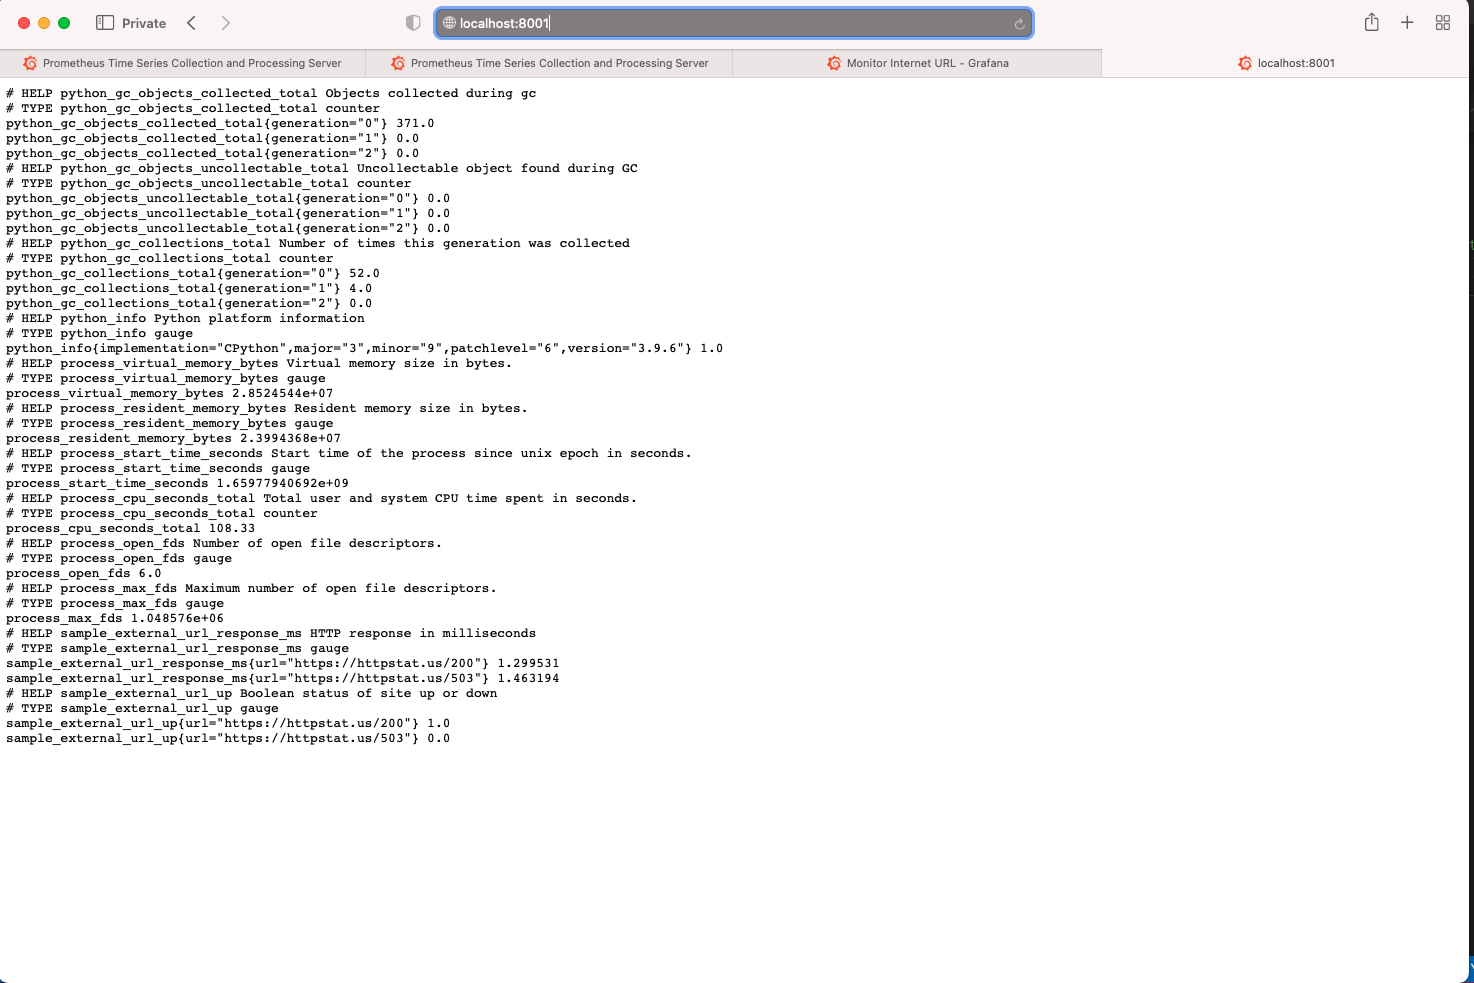 Private
localhost:8001
Prometheus Time Series Collection and Processing Server
Prometheus Time Series Collection and Processing Server
Monitor Internet URL - Grafana
localhost:8001
# HELP python_gc_objects_collected_total Objects collected during gc
# TYPE python_gc_objects_collected_total counter
python_gc_objects_collected_total{generation="0"} 371.0
python_gc_objects_collected_total{generation="1"} 0.0
python_gc_objects_collected_total{generation="2"} 0.0
# HELP python_gc_objects_uncollectable_total Uncollectable object found during GC
# TYPE python_gc_objects_uncollectable_total counter
python_gc_objects_uncollectable_total{generation="0"} 0.0
python_gc_objects_uncollectable_total{generation="1"} 0.0
python_gc_objects_uncollectable_total{generation="2"} 0.0
# HELP python_gc_collections_total Number of times this generation was collected
# TYPE python_gc_collections_total counter
python_gc_collections_total{generation="0"} 52.0
python_gc_collections_total{generation="1"} 4.0
python_gc_collections_total{generation="2"} 0.0
# HELP python_info Python platform information
# TYPE python_info gauge
python_info{implementation="CPython",major="3",minor="9",patchlevel="6",version="3.9.6"} 1.0
# HELP process_virtual_memory_bytes Virtual memory size in bytes.
# TYPE process_virtual_memory_bytes gauge
process_virtual_memory_bytes 2.8524544e+07
# HELP process_resident_memory_bytes Resident memory size in bytes.
# TYPE process_resident_memory_bytes gauge
process_resident_memory_bytes 2.3994368e+07
# HELP process_start_time_seconds Start time of the process since unix epoch in seconds.
# TYPE process_start_time_seconds gauge
process_start_time_seconds 1.65977940692e+09
# HELP process_cpu_seconds_total Total user and system CPU time spent in seconds.
# TYPE process_cpu_seconds_total counter
process_cpu_seconds_total 108.33
# HELP process_open_fds Number of open file descriptors.
# TYPE process_open_fds gauge
process_open_fds 6.0
# HELP process_max_fds Maximum number of open file descriptors.
# TYPE process_max_fds gauge
process_max_fds 1.048576e+06
# HELP sample_external_url_response_ms HTTP response in milliseconds
# TYPE sample_external_url_response_ms gauge
sample_external_url_response_ms{url="https://httpstat.us/200"} 1.299531
sample_external_url_response_ms{url="https://httpstat.us/503"} 1.463194
# HELP sample_external_url_up Boolean status of site up or down
# TYPE sample_external_url_up gauge
sample_external_url_up{url="https://httpstat.us/200"} 1.0
sample_external_url_up{url="https://httpstat.us/503"} 0.0